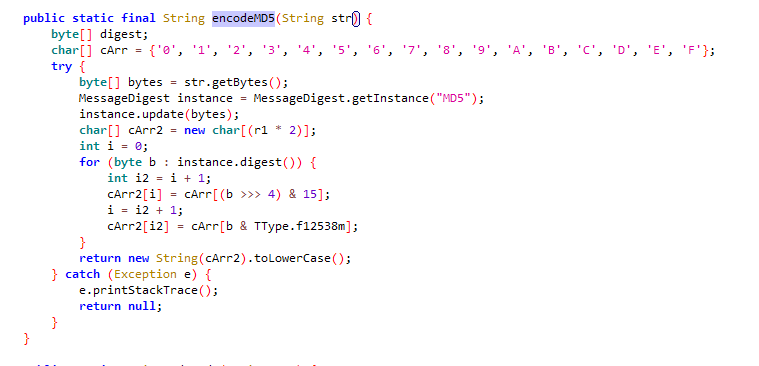 public static final String encodeMD5(String str) {
    byte[] digest;
    char[] cArr = {'0', '1', '2', '3', '4', '5', '6', '7', '8', '9', 'A', 'B', 'C', 'D', 'E', 'F'};
    try {
        byte[] bytes = str.getBytes();
        MessageDigest instance = MessageDigest.getInstance("MD5");
        instance.update(bytes);
        char[] cArr2 = new char[(r1 * 2)];
        int i = 0;
        for (byte b : instance.digest()) {
            int i2 = i + 1;
            cArr2[i] = cArr[(b >>> 4) & 15];
            i = i2 + 1;
            cArr2[i2] = cArr[b & TType.f12538m];
        }
        return new String(cArr2).toLowerCase();
    } catch (Exception e) {
        e.printStackTrace();
        return null;
    }
}